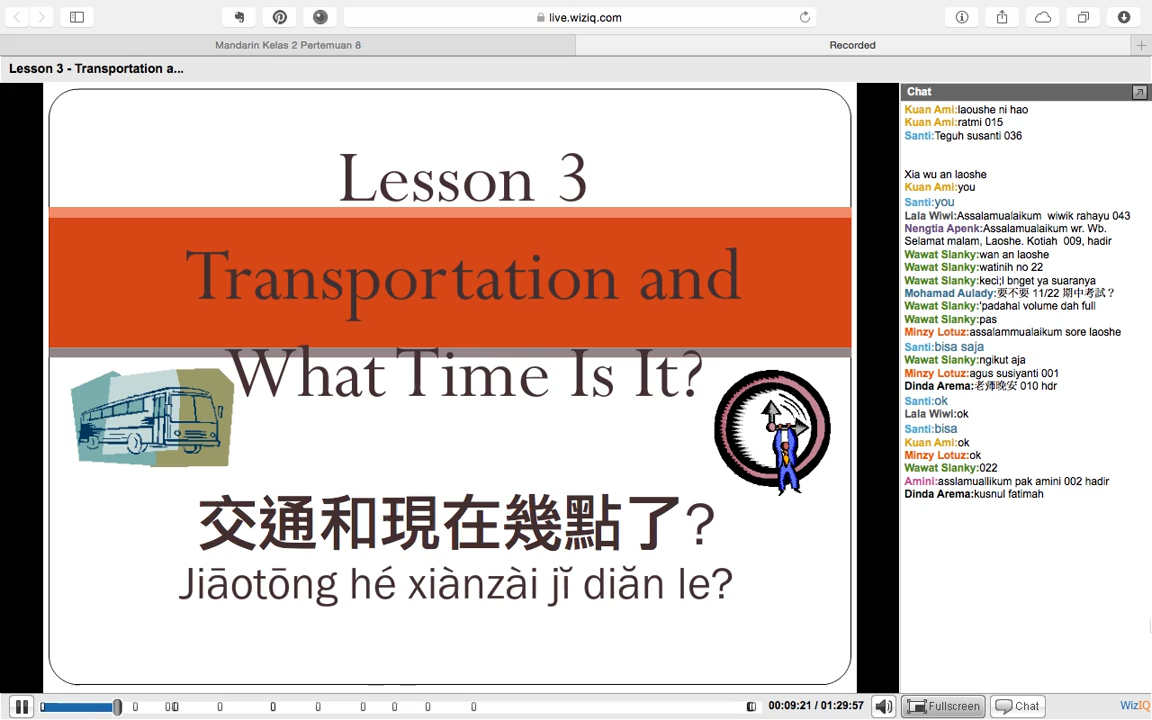 live.wiziq.com
Mandarin Kelas 2 Pertemuan 8
Recorded
Lesson 3 - Transportation a...
Lesson 3
Transportation and
What Time Is It?
交通和現在幾點了?
Jiāotōng hé xiànzài jǐ diǎn le?
Chat
Kuan Ami:laoushe ni hao
Kuan Ami:ratmi 015
Santi:Teguh susanti 036
Xia wu an laoshe
Kuan Ami:you
Santi:you
Lala Wiwi:Assalamualaikum wiwik rahayu 043
Nengtia Apenk:Assalamualaikum wr. Wb.
Selamat malam, Laoshe. Kotiah 009, hadir
Wawat Slanky:wan an laoshe
Wawat Slanky:watinih no 22
Wawat Slanky:keci;l bnget ya suaranya
Mohamad Aulady:要不要 11/22 期中考試？
Wawat Slanky:'padahal volume dah full
Wawat Slanky:pas
Minzy Lotuz:assalammualaikum sore laoshe
Santi:bisa saja
Wawat Slanky:ngikut aja
Minzy Lotuz:agus susiyanti 001
Dinda Arema:老师晚安 010 hdr
Santi:ok
Lala Wiwi:ok
Santi:bisa
Kuan Ami:ok
Minzy Lotuz:ok
Wawat Slanky:022
Amini:asslamuallikum pak amini 002 hadir
Dinda Arema:kusnul fatimah
00:09:21 / 01:29:57
Fullscreen
Chat
WizIQ